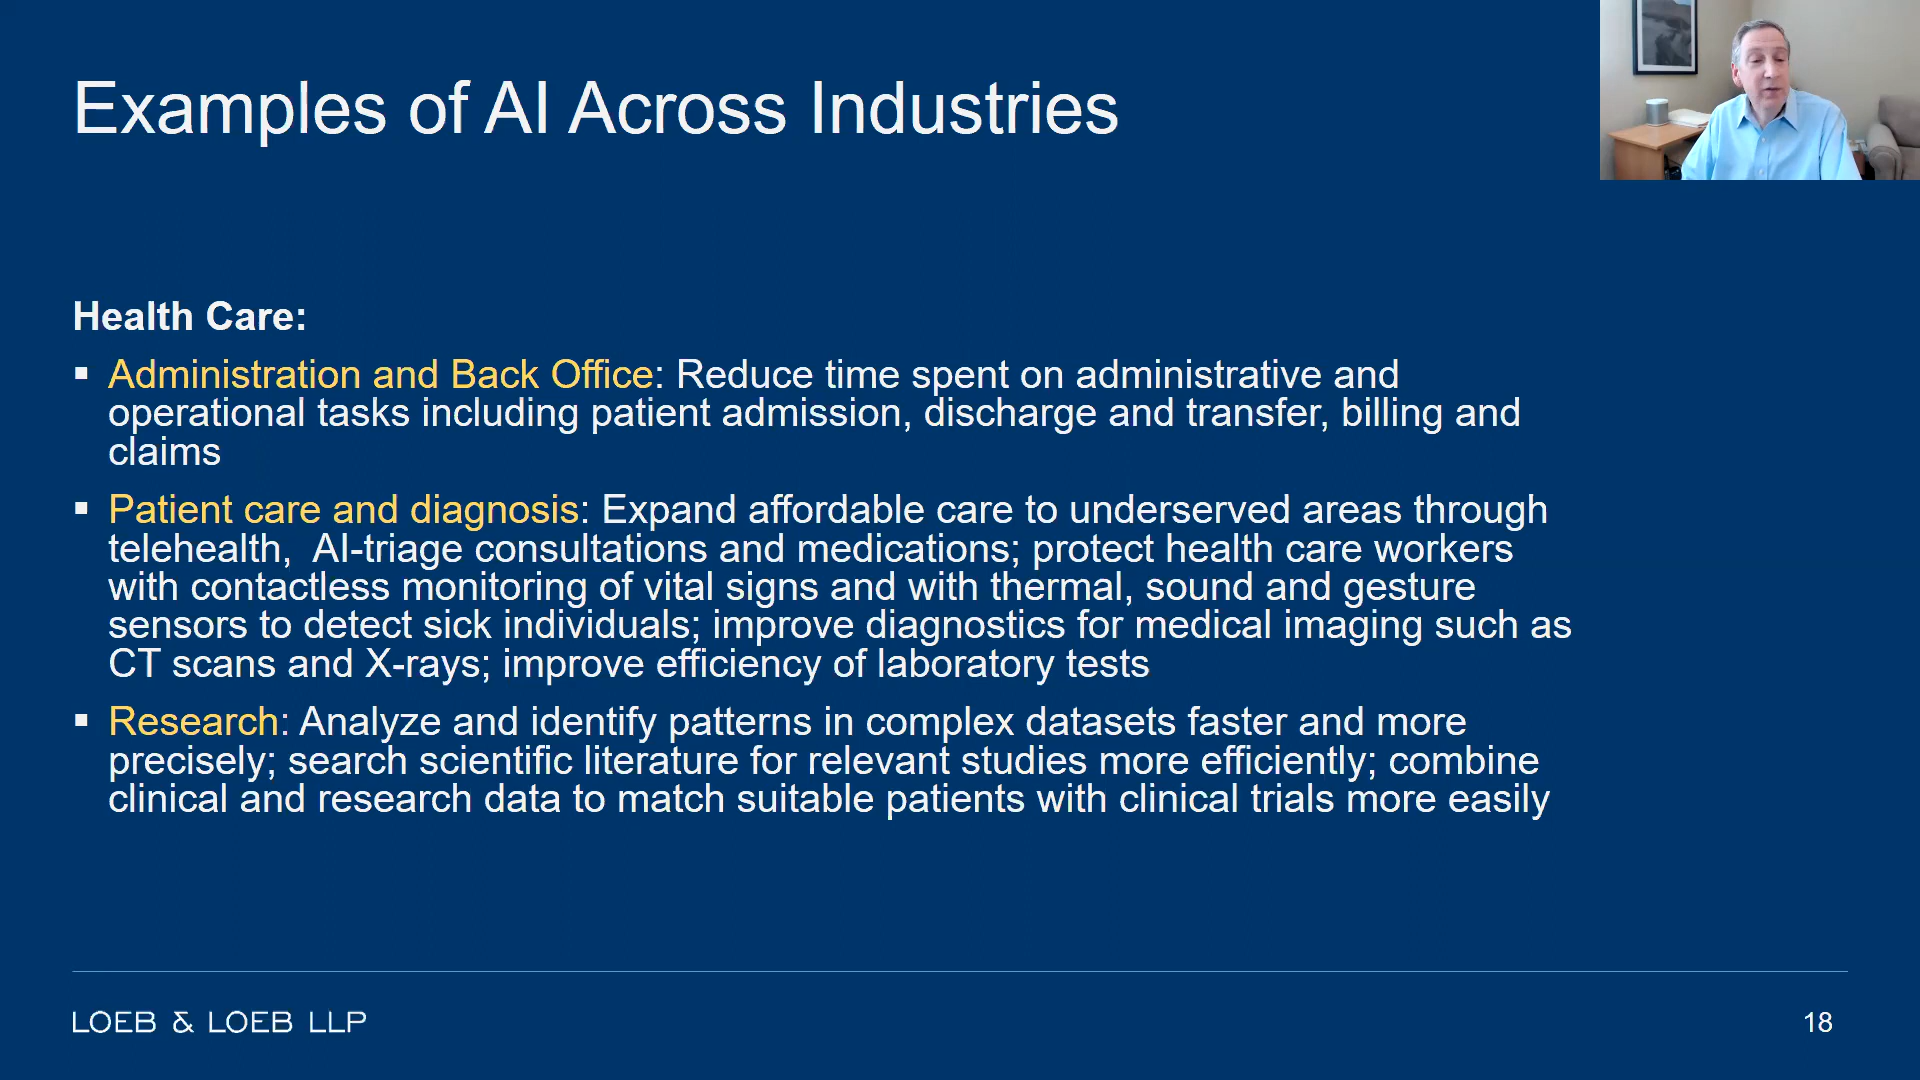 Examples of AI Across Industries
Health Care:
▪ Administration and Back Office: Reduce time spent on administrative and
operational tasks including patient admission, discharge and transfer, billing and
claims
▪ Patient care and diagnosis: Expand affordable care to underserved areas through
telehealth,  AI-triage consultations and medications; protect health care workers
with contactless monitoring of vital signs and with thermal, sound and gesture
sensors to detect sick individuals; improve diagnostics for medical imaging such as
CT scans and X-rays; improve efficiency of laboratory tests
▪ Research: Analyze and identify patterns in complex datasets faster and more
precisely; search scientific literature for relevant studies more efficiently; combine
clinical and research data to match suitable patients with clinical trials more easily
LOEB & LOEB LLP
18